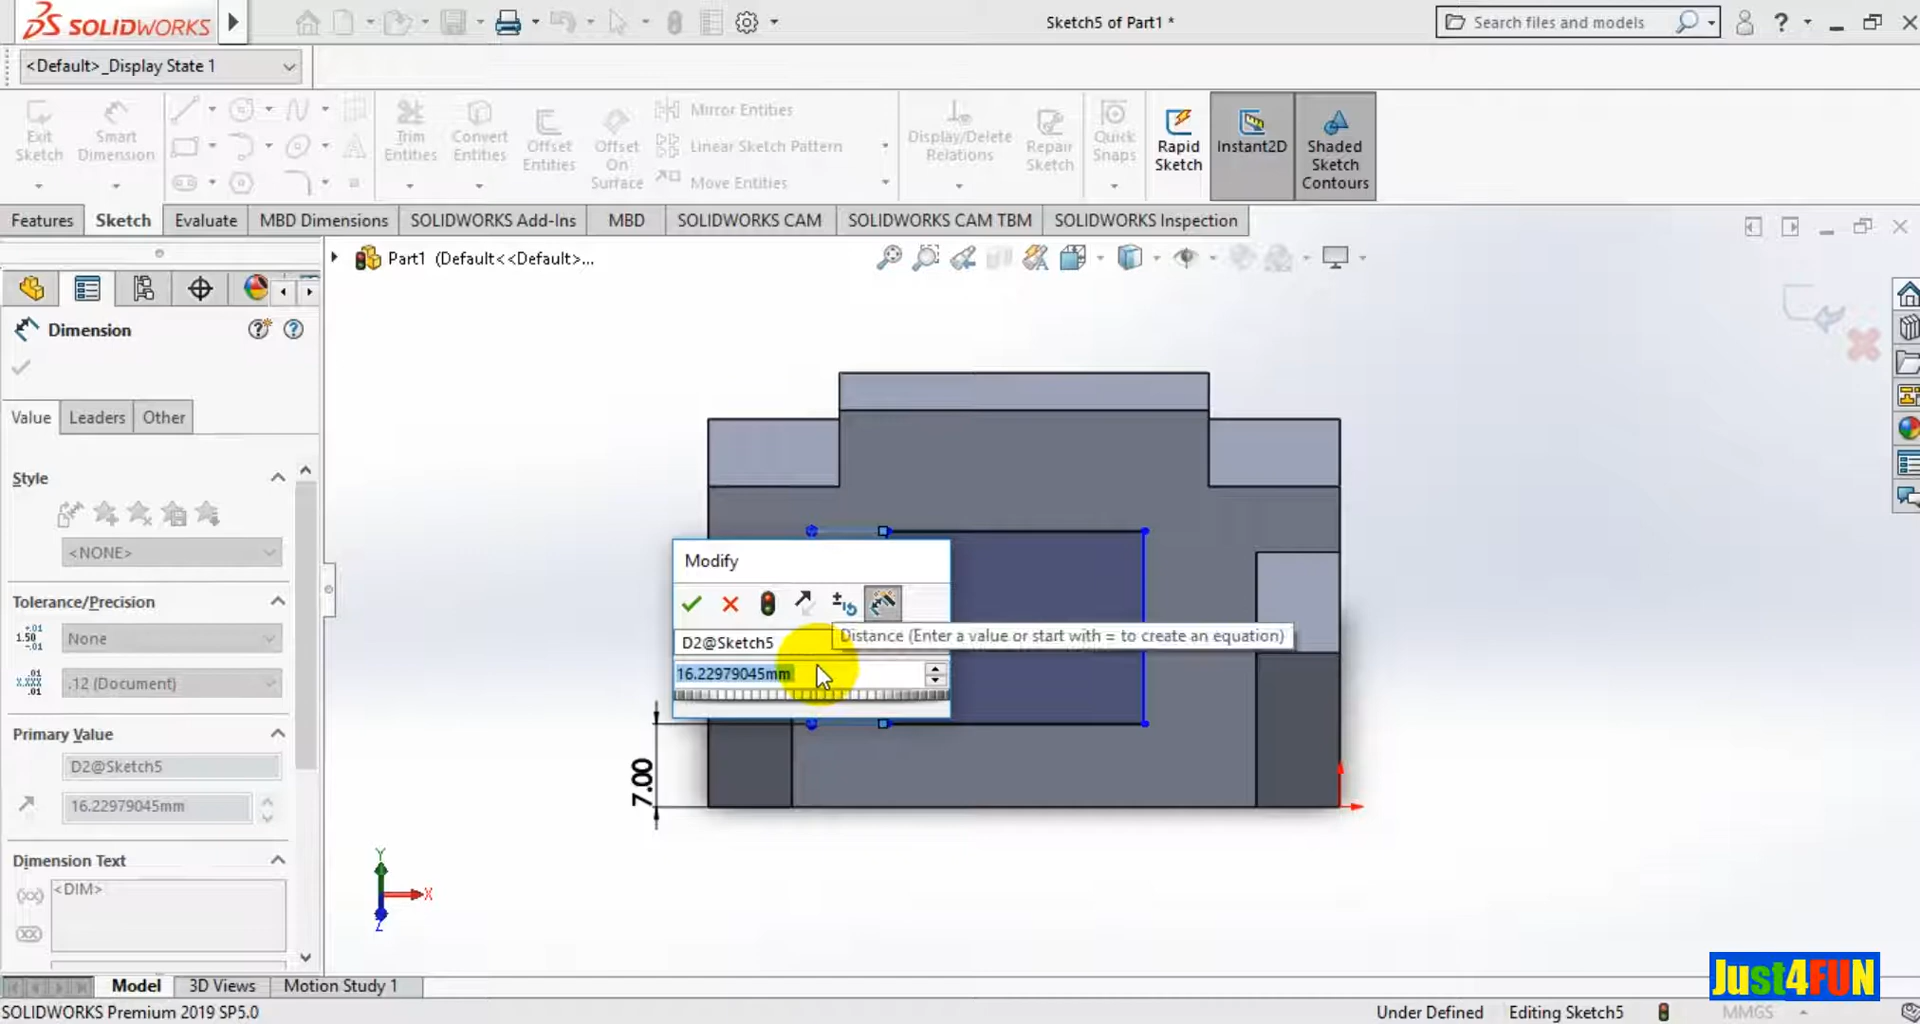 SOLIDWORKS
Sketch5 of Part1 *
Search files and models
?
<Default>_Display State 1
Exit
Sketch
Smart
Dimension
Trim
Entities
Convert
Entities
Offset
Entities
Offset
On
Surface
Mirror Entities
Linear Sketch Pattern
Move Entities
Display/Delete
Relations
Repair
Sketch
Quick
Snaps
Rapid
Sketch
Instant2D
Shaded
Sketch
Contours
Features
Sketch
Evaluate
MBD Dimensions
SOLIDWORKS Add-Ins
MBD
SOLIDWORKS CAM
SOLIDWORKS CAM TBM
SOLIDWORKS Inspection
Part1 (Default<<Default>...
Dimension
Value
Leaders
Other
Style
<NONE>
Tolerance/Precision
None
.12 (Document)
Primary Value
D2@Sketch5
16.22979045mm
Dimension Text
<DIM>
Modify
D2@Sketch5
Distance (Enter a value or start with = to create an equation)
16.22979045mm
7.00
Y
X
Z
Just4FUN
Model
3D Views
Motion Study 1
SOLIDWORKS Premium 2019 SP5.0
Under Defined
Editing Sketch5
MMGS